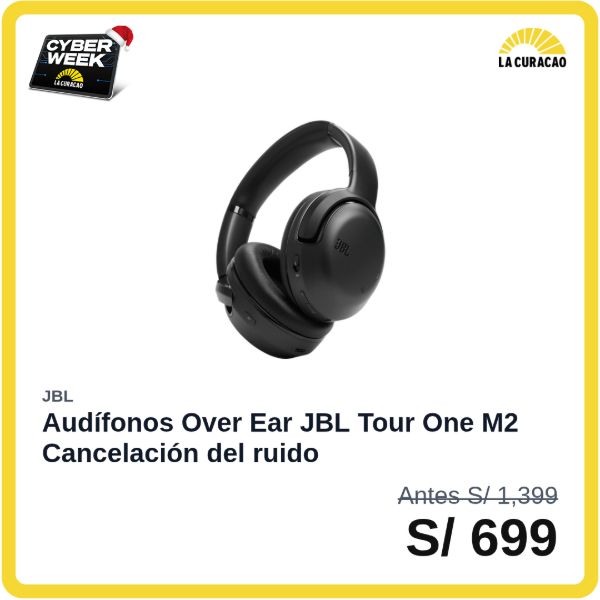 CYBER
WEEK
LA CURACAO
LA CURACAO
JBL
JBL
Audífonos Over Ear JBL Tour One M2
Cancelación del ruido
Antes S/ 1,399
S/ 699